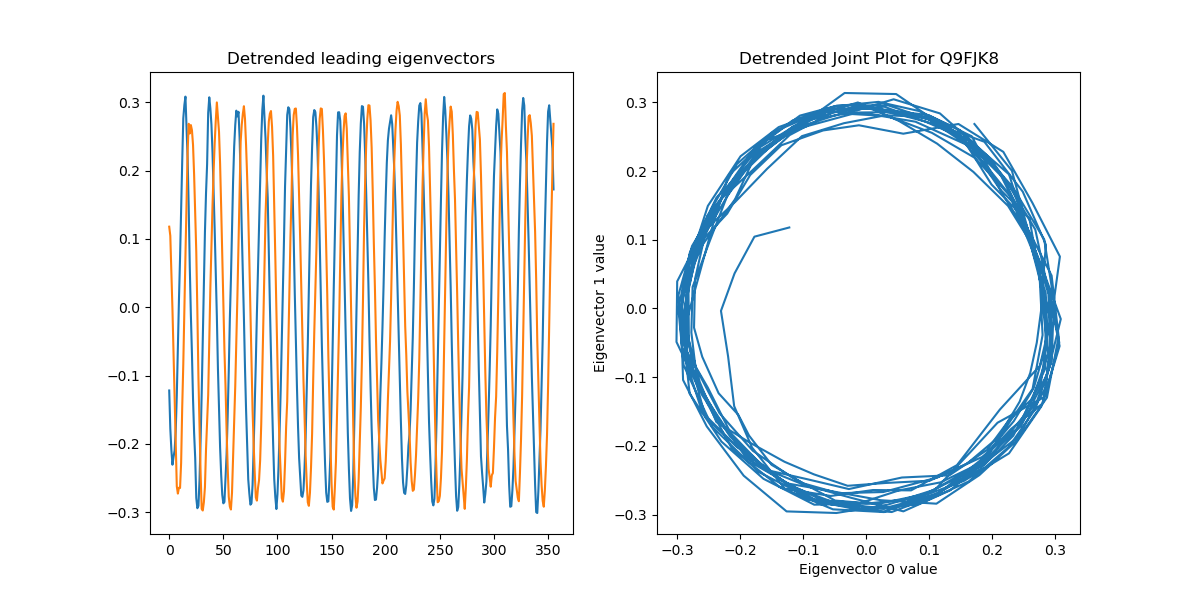 Detrended leading eigenvectors
0.3
0.2
0.1
0.0
−0.1
−0.2
−0.3
0 50 100 150 200 250 300 350
Detrended Joint Plot for Q9FJK8
Eigenvector 1 value
0.3
0.2
0.1
0.0
−0.1
−0.2
−0.3
−0.3 −0.2 −0.1 0.0 0.1 0.2 0.3
Eigenvector 0 value